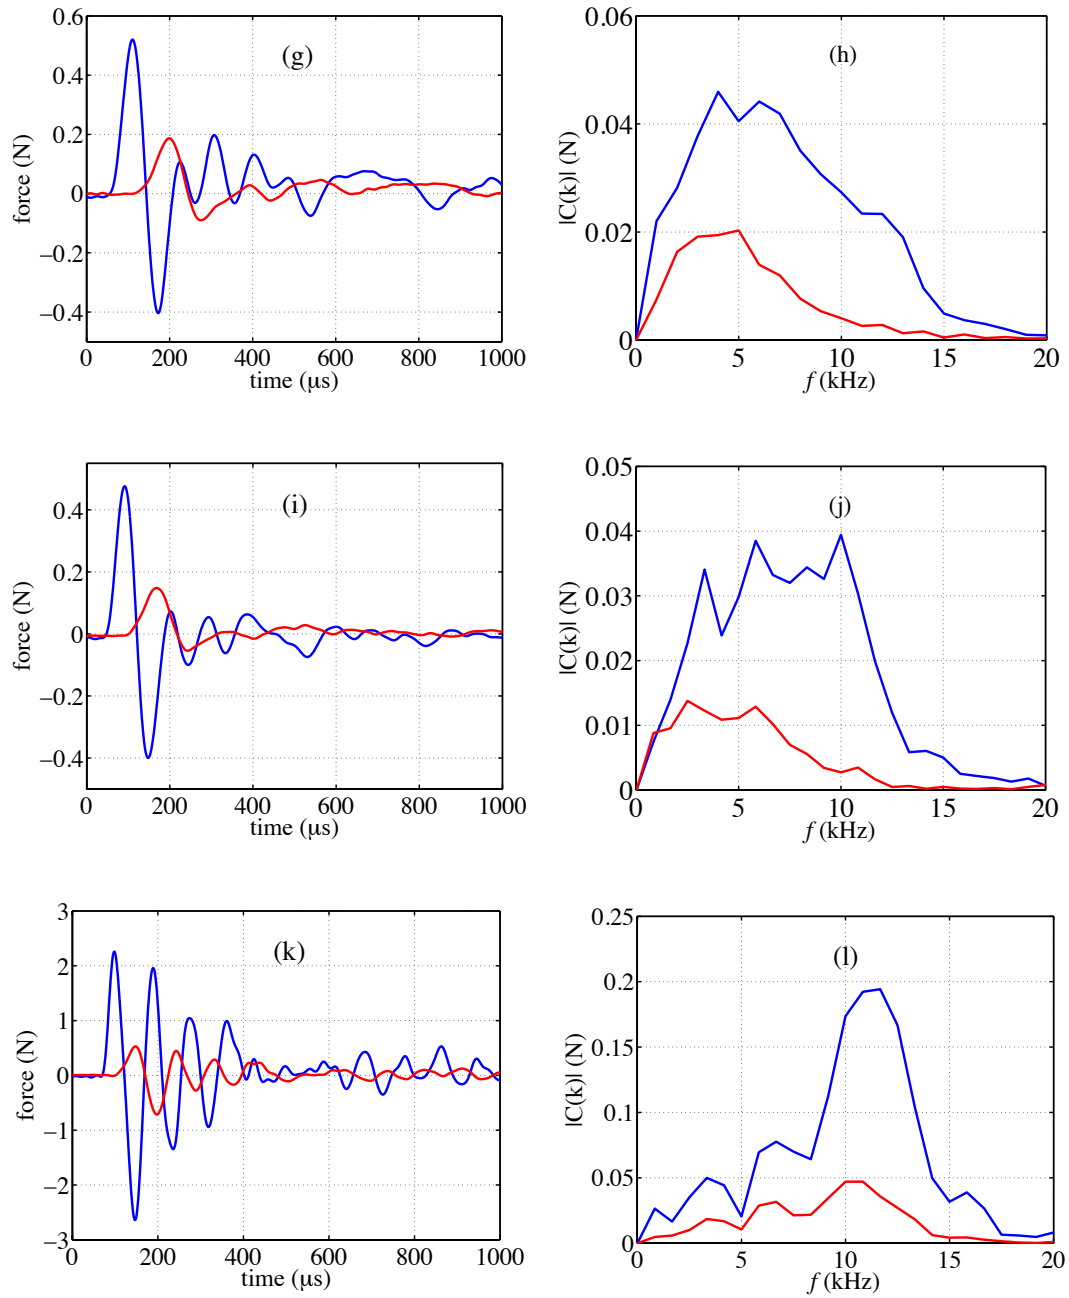 0.6
0.4
0.2
0
−0.2
−0.4
force (N)
(g)
0 200 400 600 800 1000
time (μs)
0.06
0.04
0.02
0
|C(k)| (N)
(h)
0 5 10 15 20
f (kHz)
0.4
0.2
0
−0.2
−0.4
force (N)
(i)
0 200 400 600 800 1000
time (μs)
0.05
0.04
0.03
0.02
0.01
0
|C(k)| (N)
(j)
0 5 10 15 20
f (kHz)
3
2
1
0
−1
−2
−3
force (N)
(k)
0 200 400 600 800 1000
time (μs)
0.25
0.2
0.15
0.1
0.05
0
|C(k)| (N)
(l)
0 5 10 15 20
f (kHz)